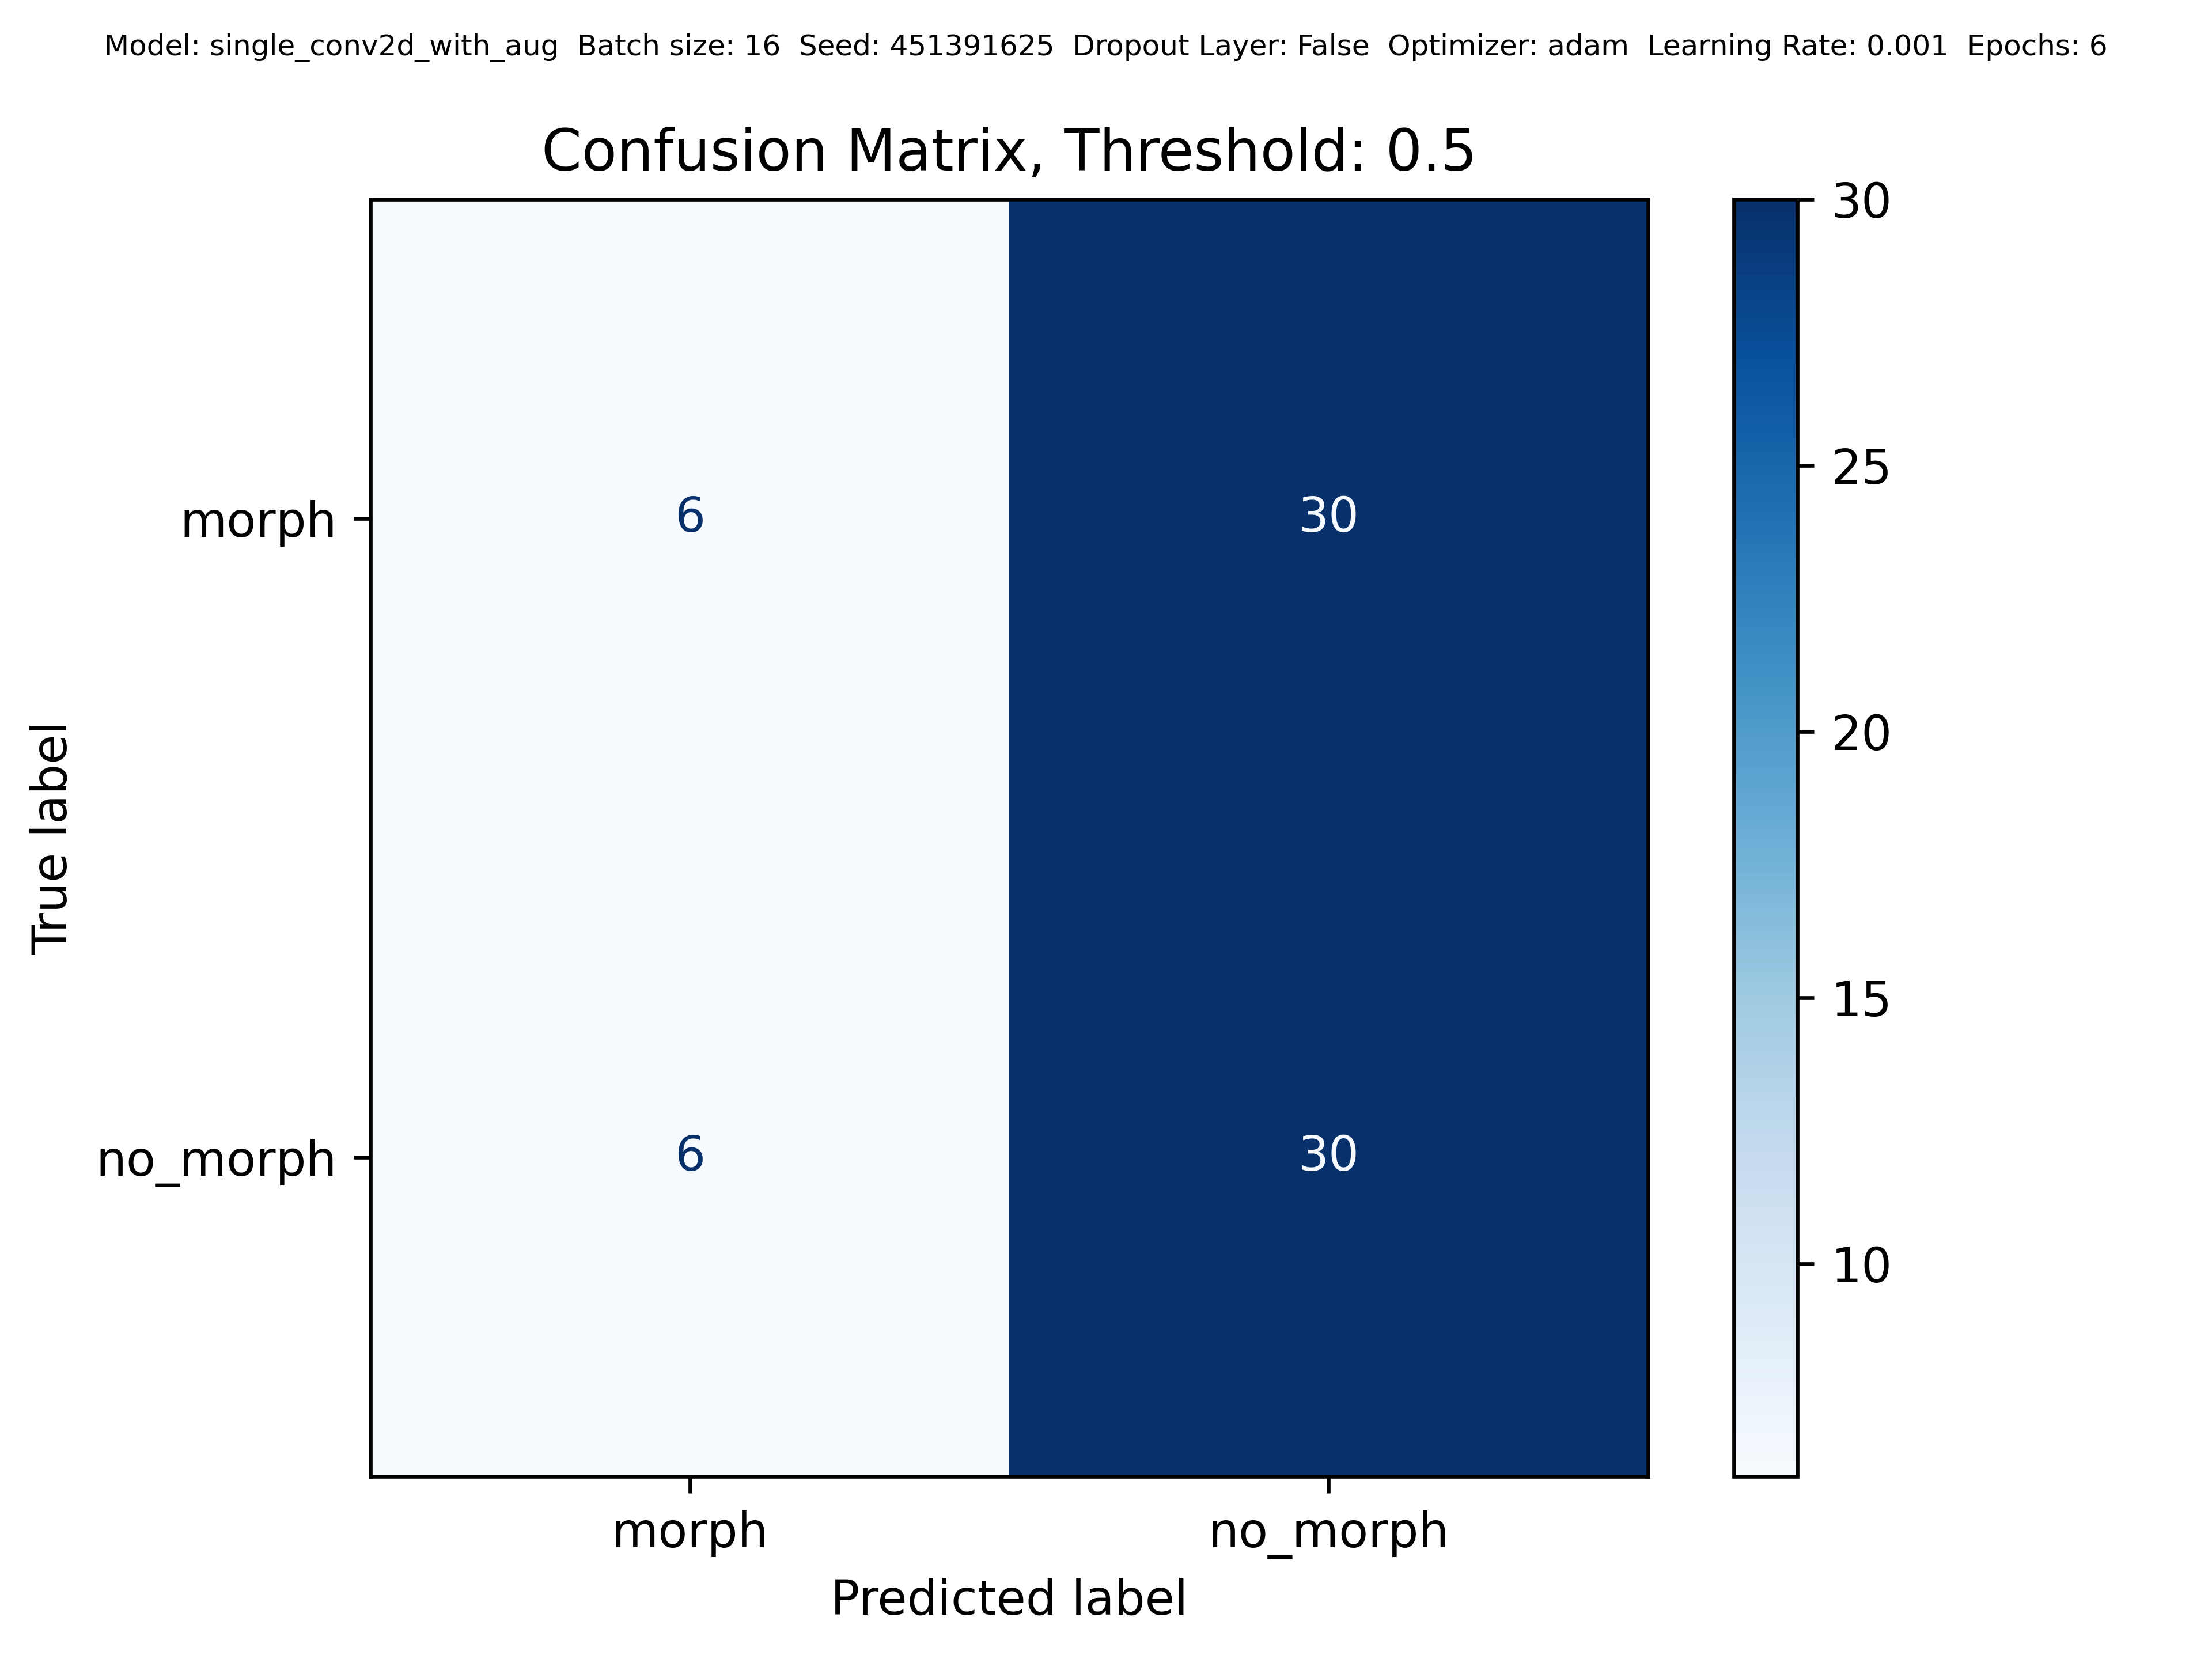 Model: single_conv2d_with_aug  Batch size: 16  Seed: 451391625  Dropout Layer: False  Optimizer: adam  Learning Rate: 0.001  Epochs: 6
Confusion Matrix, Threshold: 0.5
30
25
20
15
10
True label
morph
6
30
no_morph
6
30
morph
no_morph
Predicted label